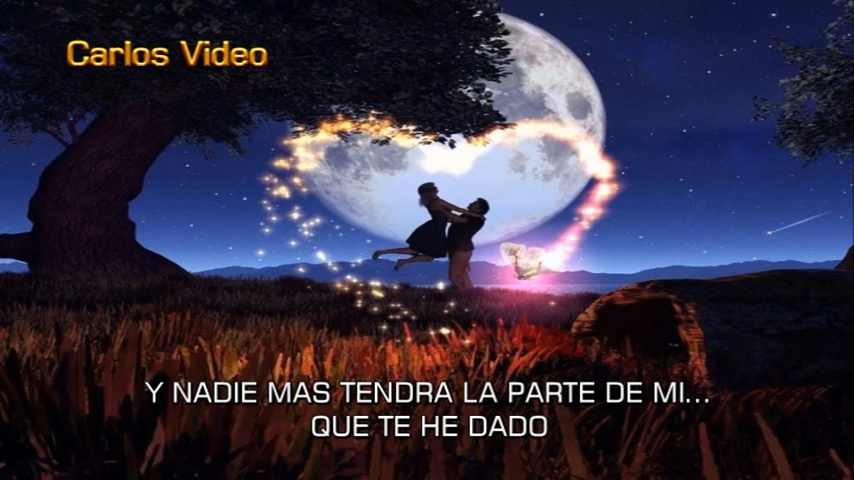 Carlos Video
Y NADIE MAS TENDRA LA PARTE DE MI...
QUE TE HE DADO